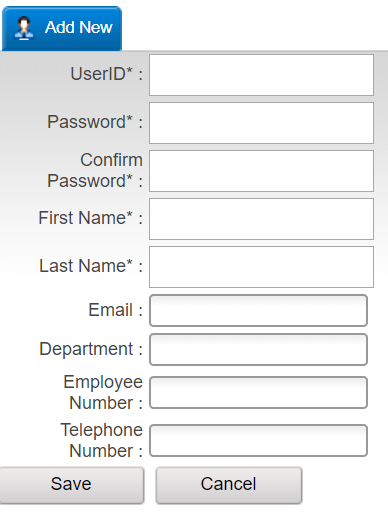 Add New
UserID* :
Password* :
Confirm
Password* :
First Name* :
Last Name* :
Email :
Department :
Employee
Number :
Telephone
Number :
Save Cancel